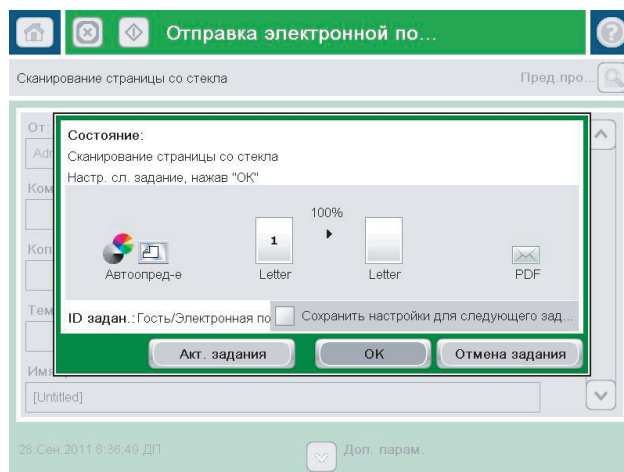 Отправка электронной по...
?
Сканирование страницы со стекла
Пред.про...
От:
Adr
Ком
Коп
Тем
Имя
[Untitled]
Состояние:
Сканирование страницы со стекла
Настр. сл. задание, нажав "ОК"
100%
1
Автоопред-е
Letter
Letter
PDF
ID задан.:Гость/Электронная по
Сохранить настройки для следующего зад...
Акт. задания
ОК
Отмена задания
28 Сен 2011 8:36:49 ДП
Доп. парам.